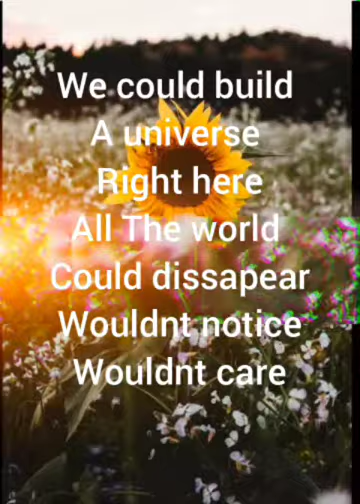 We could build
A universe
Right here
All The world
Could dissapear
Wouldnt notice
Wouldnt care